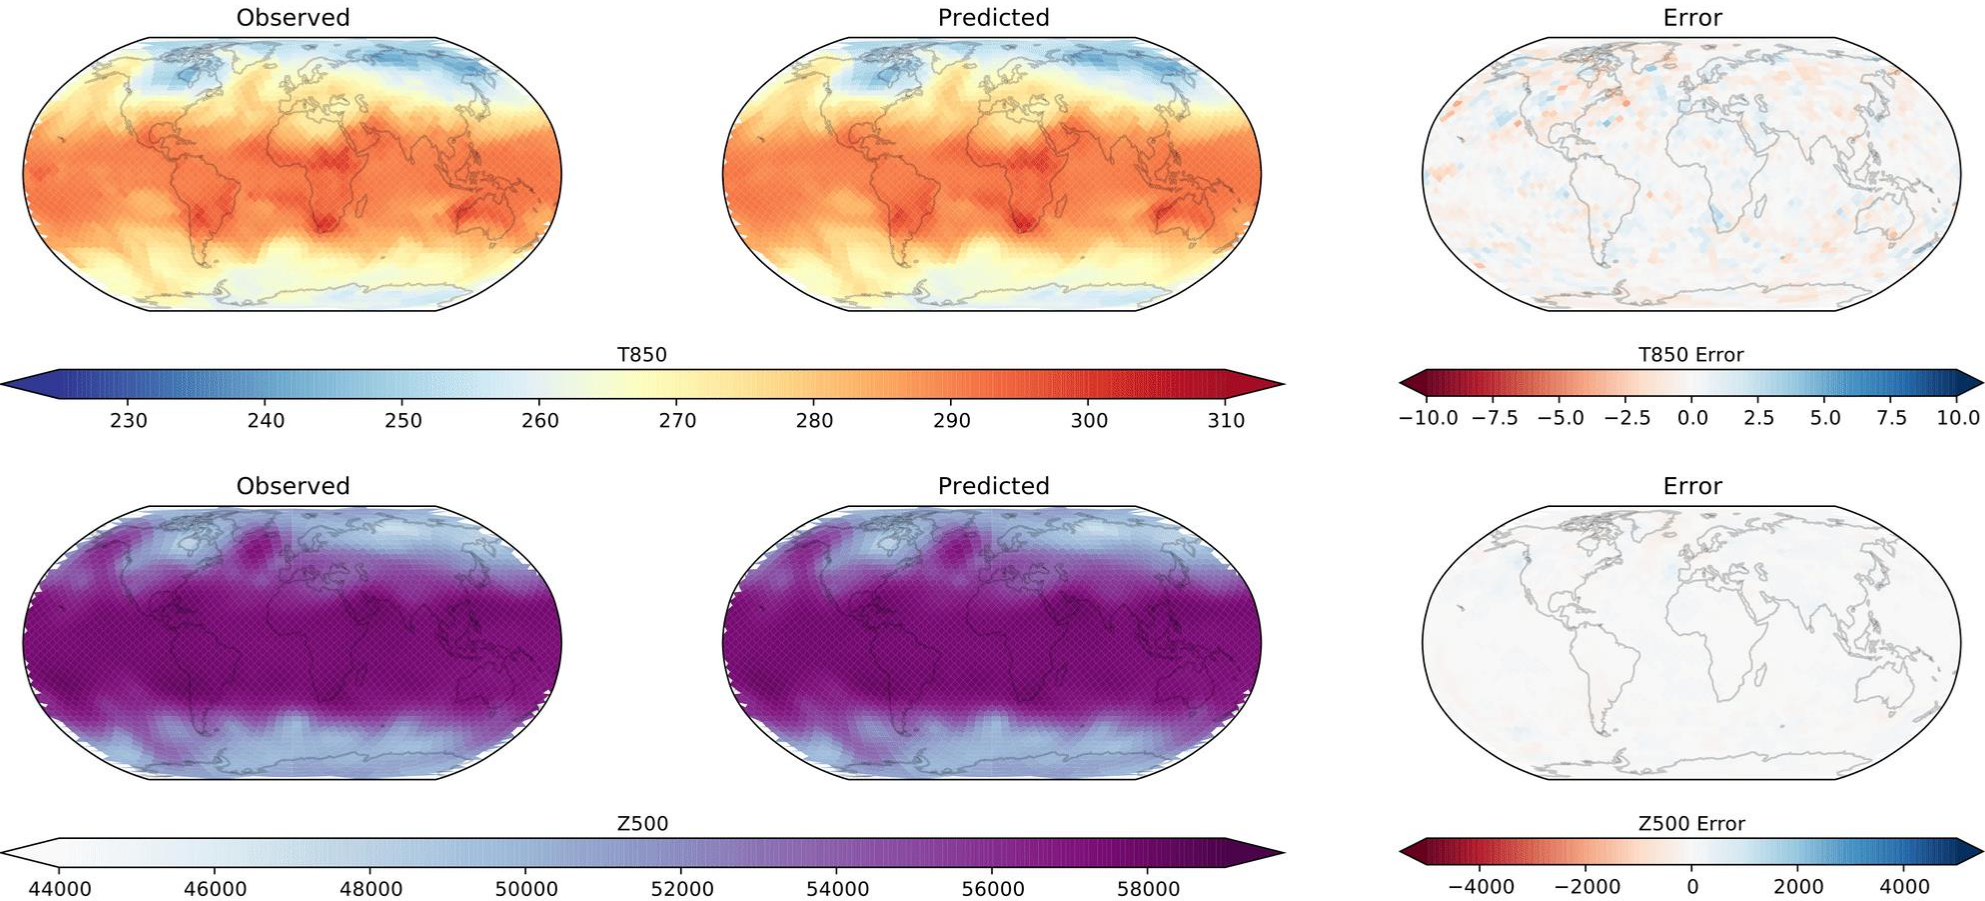 Observed Predicted Error
T850 T850 Error
230 240 250 260 270 280 290 300 310 −10.0 −7.5 −5.0 −2.5 0.0 2.5 5.0 7.5 10.0
Observed Predicted Error
Z500 Z500 Error
44000 46000 48000 50000 52000 54000 56000 58000 −4000 −2000 0 2000 4000